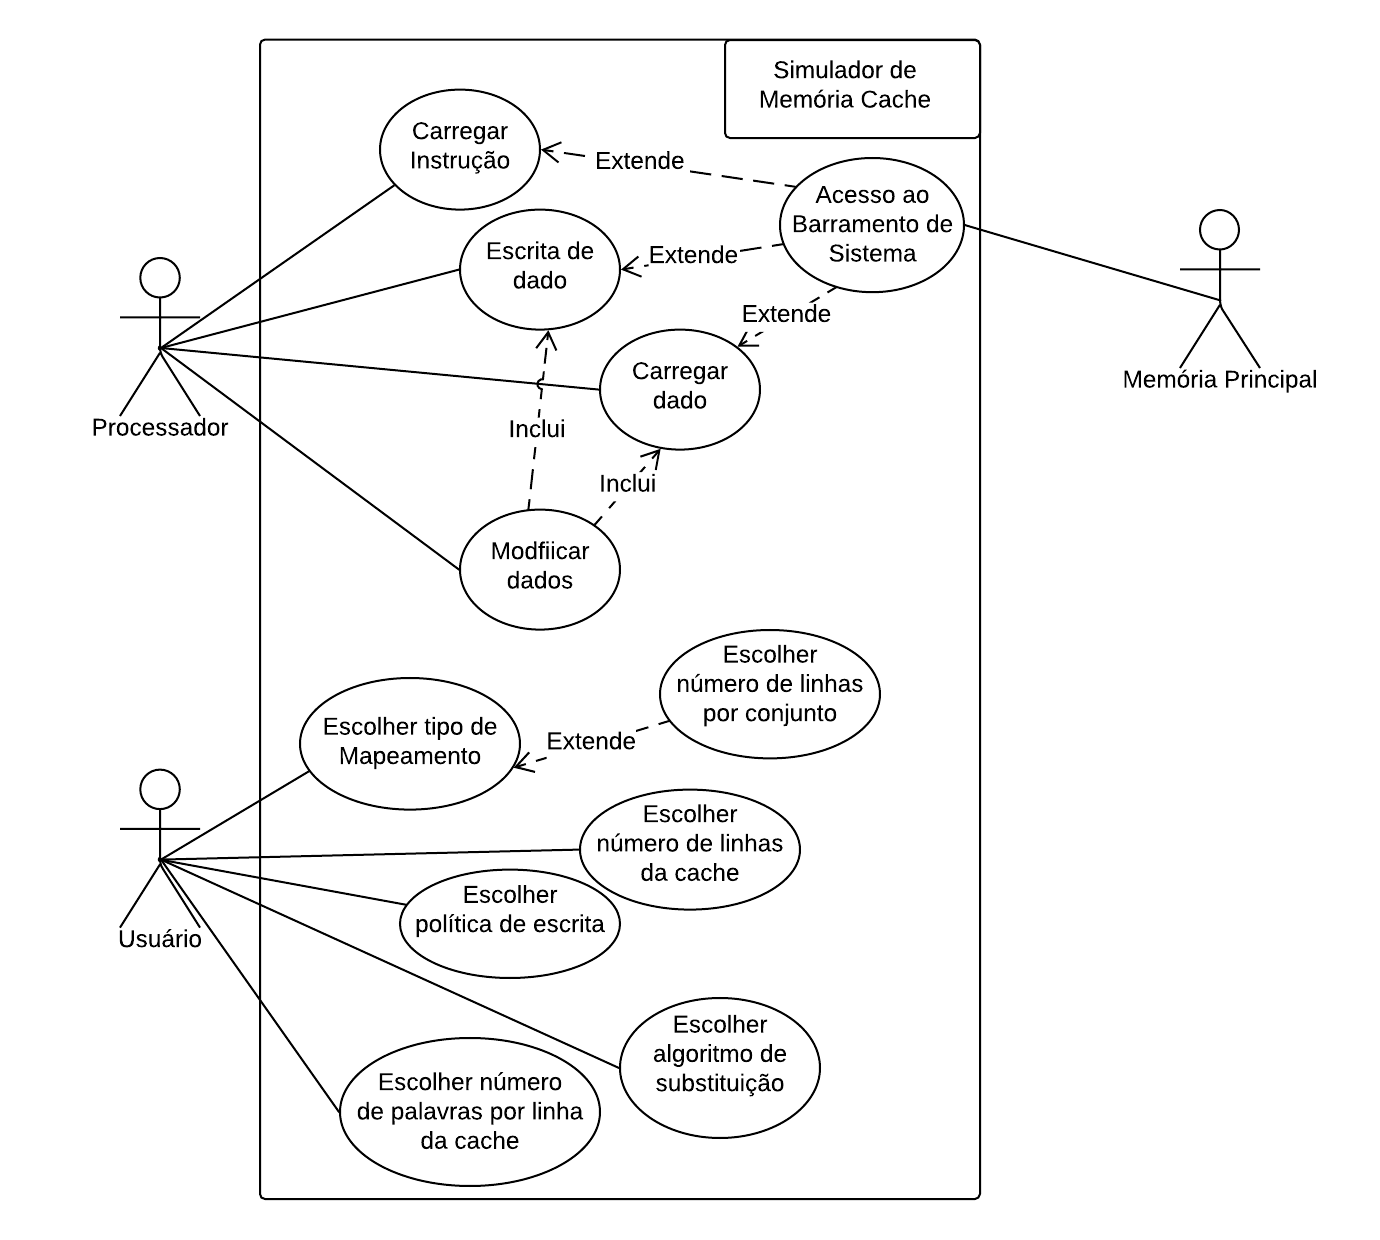 Simulador de
Memória Cache
Carregar
Instrução
Extende
Acesso ao
Barramento de
Sistema
Escrita de
dado
Extende
Extende
Carregar
dado
Memória Principal
Processador
Inclui
Inclui
Modfiicar
dados
Escolher
número de linhas
por conjunto
Escolher tipo de
Mapeamento
Extende
Escolher
número de linhas
da cache
Escolher
política de escrita
Usuário
Escolher
algoritmo de
substituição
Escolher número
de palavras por linha
da cache